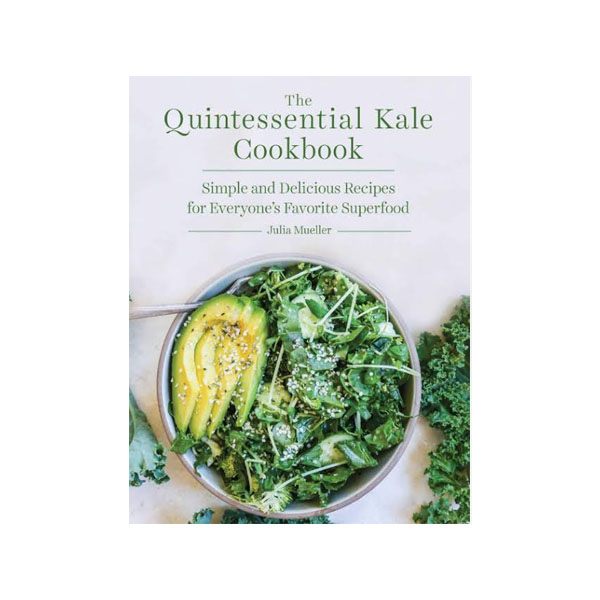 The
Quintessential Kale
Cookbook
Simple and Delicious Recipes
for Everyone's Favorite Superfood
Julia Mueller